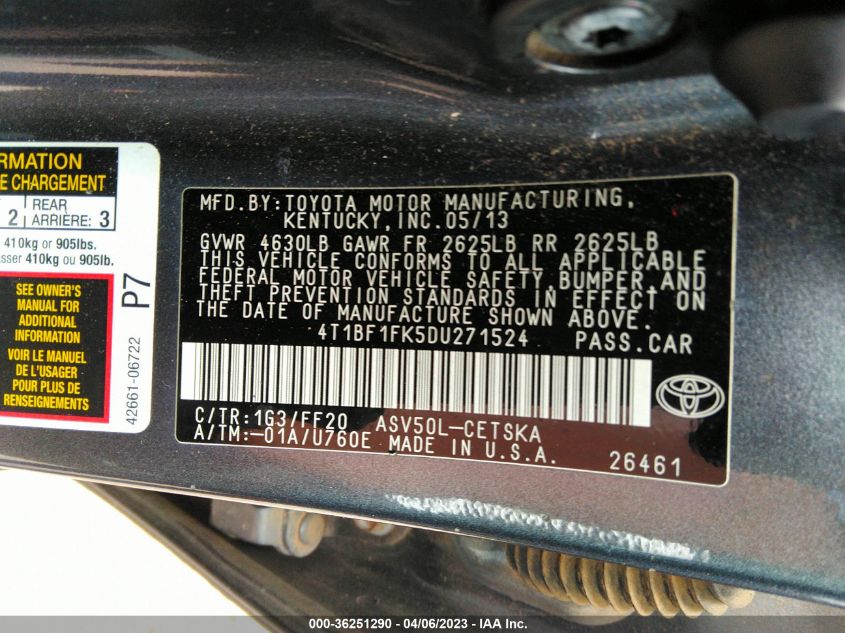 RMATION
E CHARGEMENT
2 REAR ARRIÈRE: 3
410kg or 905lbs.
asser 410kg ou 905lb.
SEE OWNER'S
MANUAL FOR
ADDITIONAL
INFORMATION
VOIR LE MANUEL
DE L'USAGER
POUR PLUS DE
RENSEIGNEMENTS
P7
42661-06722
MFD.BY:TOYOTA MOTOR MANUFACTURING,
KENTUCKY,INC.05/13
GVWR 4630LB GAWR FR 2625LB RR 2625LB
THIS VEHICLE CONFORMS TO ALL APPLICABLE
FEDERAL MOTOR VEHICLE SAFETY,BUMPER,AND
THEFT PREVENTION STANDARDS IN EFFECT ON
THE DATE OF MANUFACTURE SHOWN ABOVE.
4T1BF1FK5DU271524 PASS.CAR
C/TR:1G3/FF20 ASV50L-CETSKA
A/TM:-01A/U760E MADE IN U.S.A. 26461
000-36251290 - 04/06/2023 - IAA Inc.